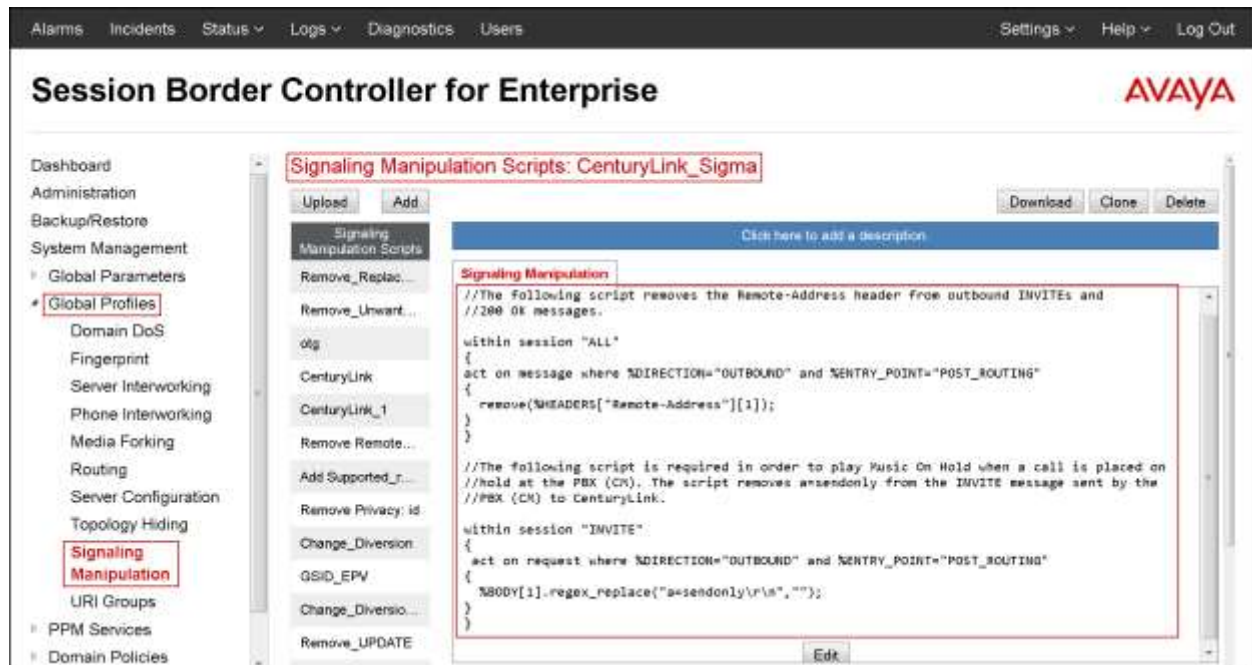 Alarms Incidents Status Logs Diagnostics Users Settings Help Log Out
Session Border Controller for Enterprise
AVAYA
Dashboard
Administration
Backup/Restore
System Management
Global Parameters
Global Profiles
Domain DoS
Fingerprint
Server Interworking
Phone Interworking
Media Forking
Routing
Server Configuration
Topology Hiding
Signaling
Manipulation
URI Groups
PPM Services
Domain Policies
Signaling Manipulation Scripts: CenturyLink_Sigma
Upload Add
Download Clone Delete
Signaling
Manipulation Scripts
Remove_Replac...
Remove_Unwant...
otg
CenturyLink
CenturyLink_1
Remove Remote...
Add Supported_r...
Remove Privacy: id
Change_Diversion
GSID_EPV
Change_Diversio...
Remove_UPDATE
Click here to add a description.
Signaling Manipulation
//The following script removes the Remote-Address header from outbound INVITEs and
//200 OK messages.
within session "ALL"
{
act on message where %DIRECTION="OUTBOUND" and %ENTRY_POINT="POST_ROUTING"
{
remove(%HEADERS["Remote-Address"][1]);
}
}
//The following script is required in order to play Music On Hold when a call is placed on
//hold at the PBX (CM). The script removes a=sendonly from the INVITE message sent by the
//PBX (CM) to CenturyLink.
within session "INVITE"
{
act on request where %DIRECTION="OUTBOUND" and %ENTRY_POINT="POST_ROUTING"
{
%BODY[1].regex_replace("a=sendonly\r\n","");
}
}
Edit